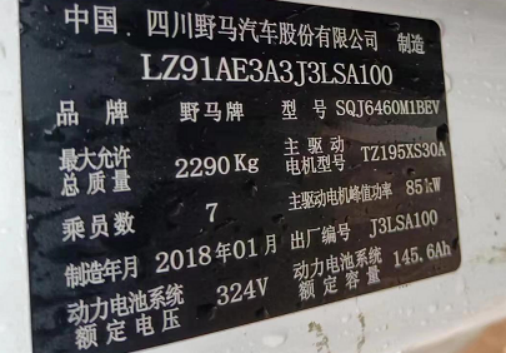 中国 四川野马汽车股份有限公司 制造
LZ91AE3A3J3LSA100
品牌 野马牌 型号 SQJ6460M1BEV
最大允许总质量 2290Kg 主驱动电机型号 TZ195XS30A
乘员数 7 主驱动电机峰值功率 85kW
制造年月 2018年01月 出厂编号 J3LSA100
动力电池系统额定电压 324V 动力电池系统额定容量 145.6Ah